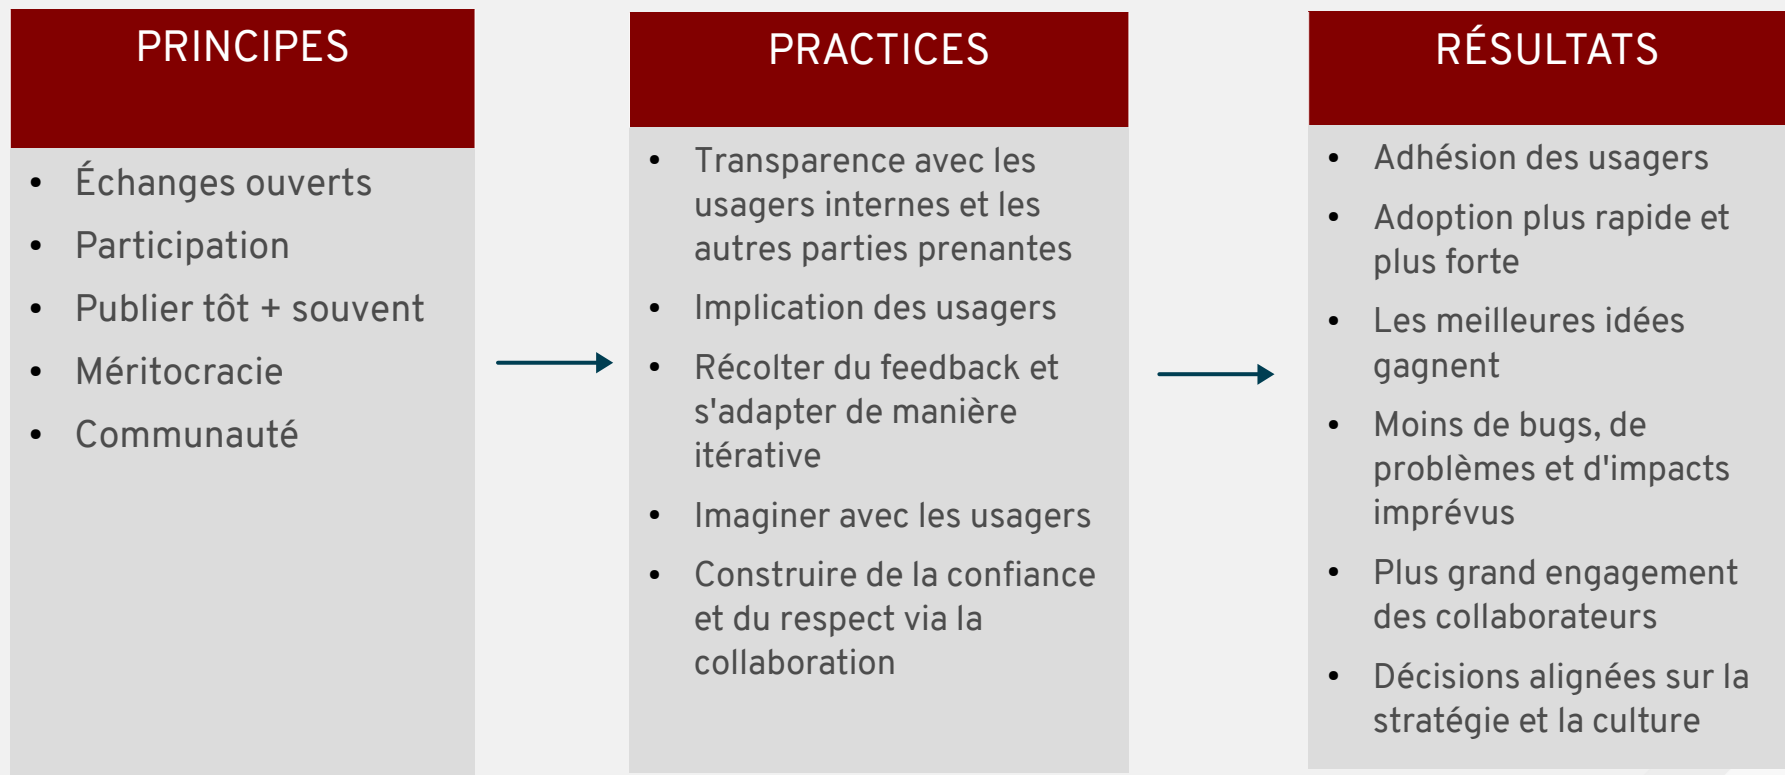 PRINCIPES
• Échanges ouverts
• Participation
• Publier tôt + souvent
• Méritocracie
• Communauté
PRACTICES
• Transparence avec les
usagers internes et les
autres parties prenantes
• Implication des usagers
• Récolter du feedback et
s'adapter de manière
itérative
• Imaginer avec les usagers
• Construire de la confiance
et du respect via la
collaboration
RÉSULTATS
• Adhésion des usagers
• Adoption plus rapide et
plus forte
• Les meilleures idées
gagnent
• Moins de bugs, de
problèmes et d'impacts
imprévus
• Plus grand engagement
des collaborateurs
• Décisions alignées sur la
stratégie et la culture